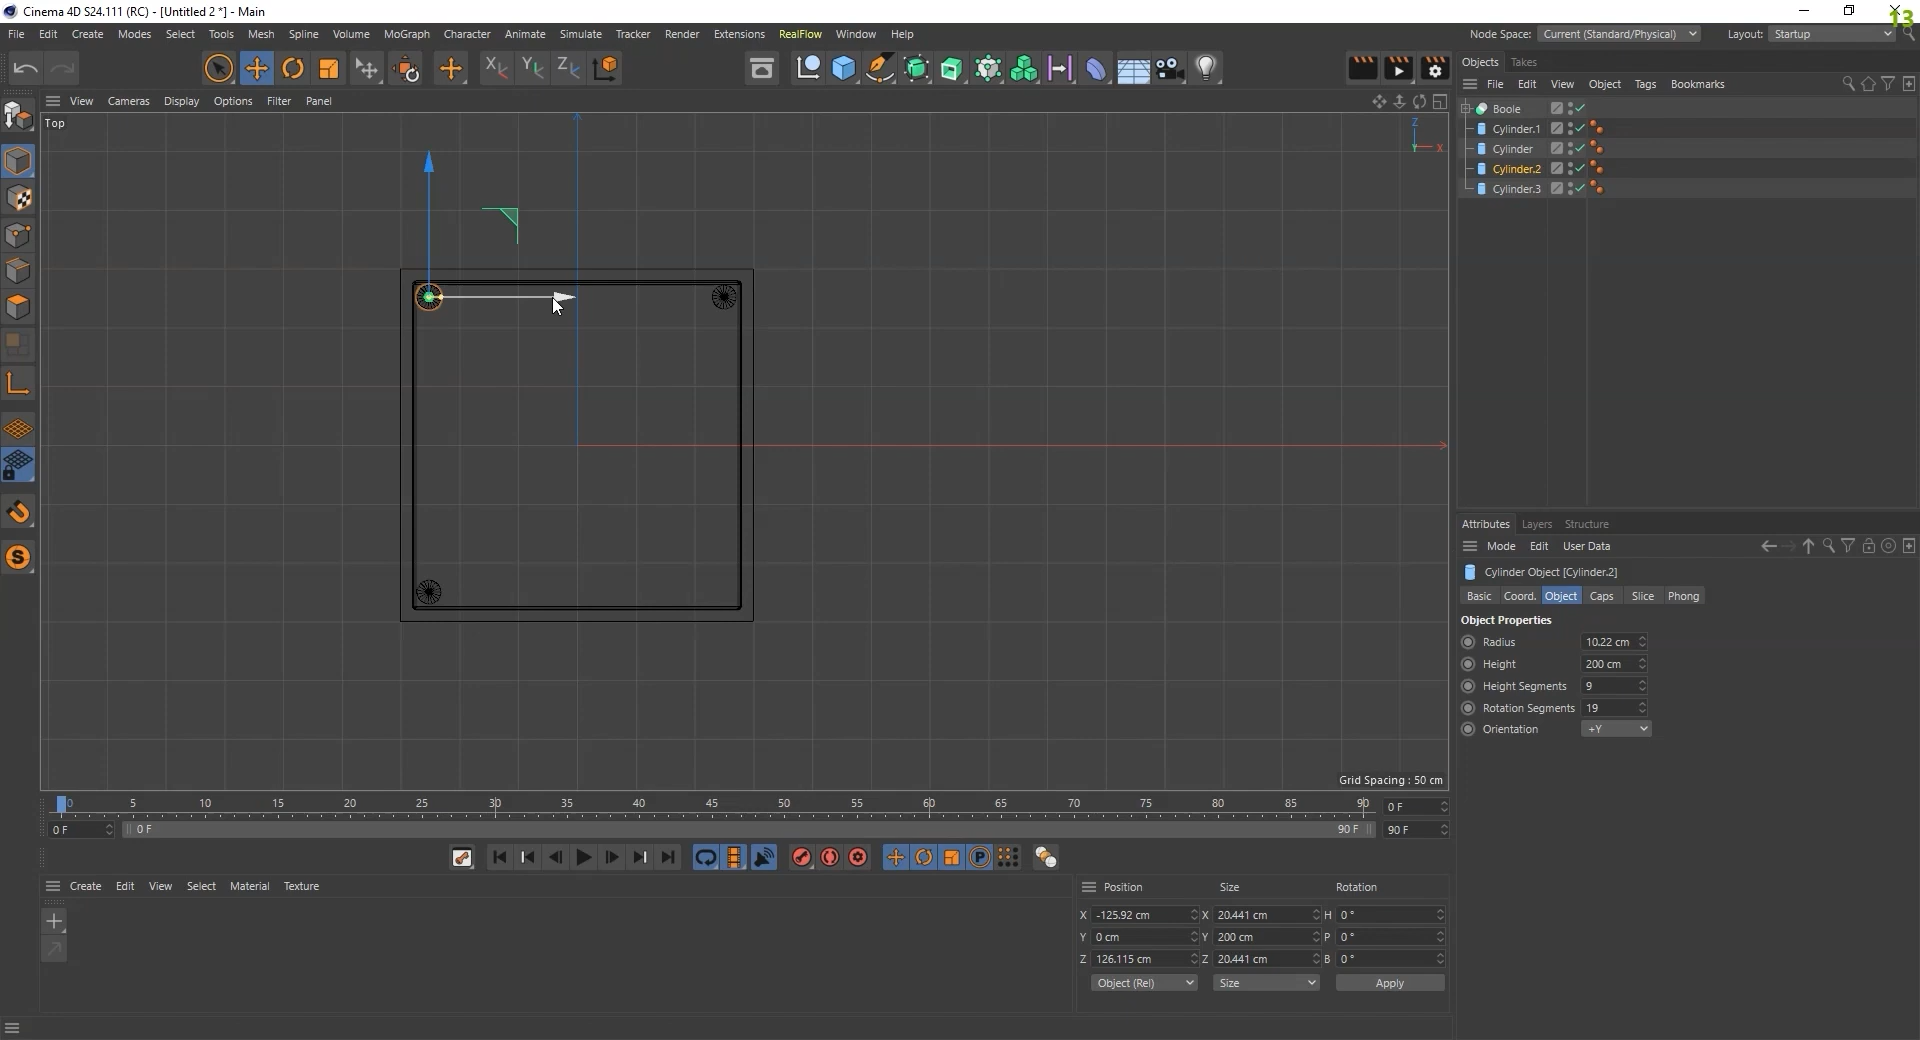 Cinema 4D S24.111 (RC) - [Untitled 2 *] - Main
13
File Edit Create Modes Select Tools Mesh Spline Volume MoGraph Character Animate Simulate Tracker Render Extensions RealFlow Window Help
Node Space: Current (Standard/Physical) Layout: Startup
View Cameras Display Options Filter Panel
Top
Z
Y
X
Grid Spacing : 50 cm
Objects Takes
File Edit View Object Tags Bookmarks
Boole
Cylinder.1
Cylinder
Cylinder.2
Cylinder.3
Attributes Layers Structure
Mode Edit User Data
Cylinder Object [Cylinder.2]
Basic Coord. Object Caps Slice Phong
Object Properties
Radius 10.22 cm
Height 200 cm
Height Segments 9
Rotation Segments 19
Orientation +Y
0 5 10 15 20 25 30 35 40 45 50 55 60 65 70 75 80 85 90 0 F
0 F 0 F 90 F 90 F
Create Edit View Select Material Texture
Position Size Rotation
X -125.92 cm X 20.441 cm H 0 °
Y 0 cm Y 200 cm P 0 °
Z 126.115 cm Z 20.441 cm B 0 °
Object (Rel) Size Apply